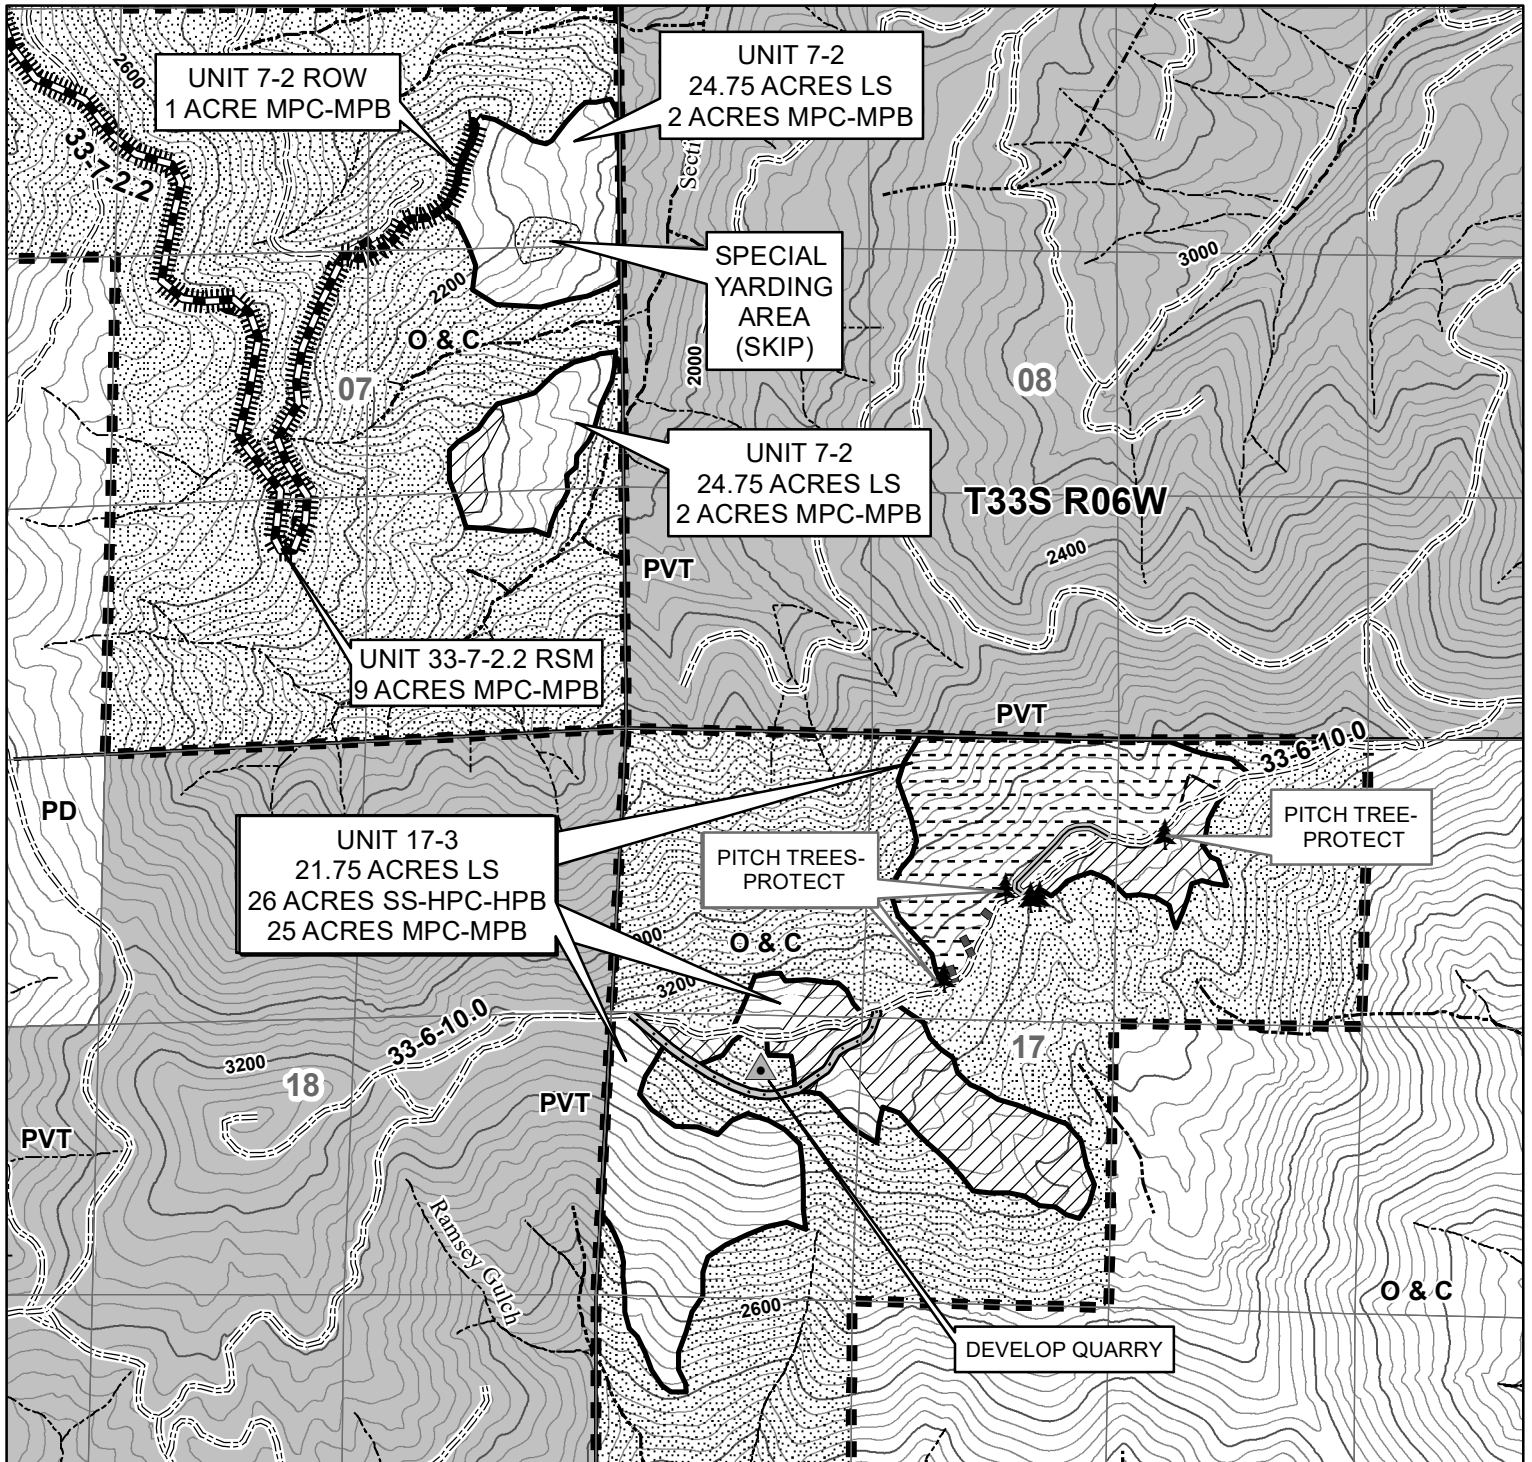 UNIT 7-2 ROW
1 ACRE MPC-MPB
UNIT 7-2
24.75 ACRES LS
2 ACRES MPC-MPB
2600
33-7-2.2
SPECIAL
YARDING
AREA
(SKIP)
3000
2200
O & C
2000
07
08
UNIT 7-2
24.75 ACRES LS
2 ACRES MPC-MPB
T33S R06W
2400
PVT
UNIT 33-7-2.2 RSM
9 ACRES MPC-MPB
PVT
33-6-10.0
PD
UNIT 17-3
21.75 ACRES LS
26 ACRES SS-HPC-HPB
25 ACRES MPC-MPB
PITCH TREES-
PROTECT
PITCH TREE-
PROTECT
O & C
3200
33-6-10.0
17
3200
18
PVT
PVT
Ramsey Gulch
O & C
2600
DEVELOP QUARRY